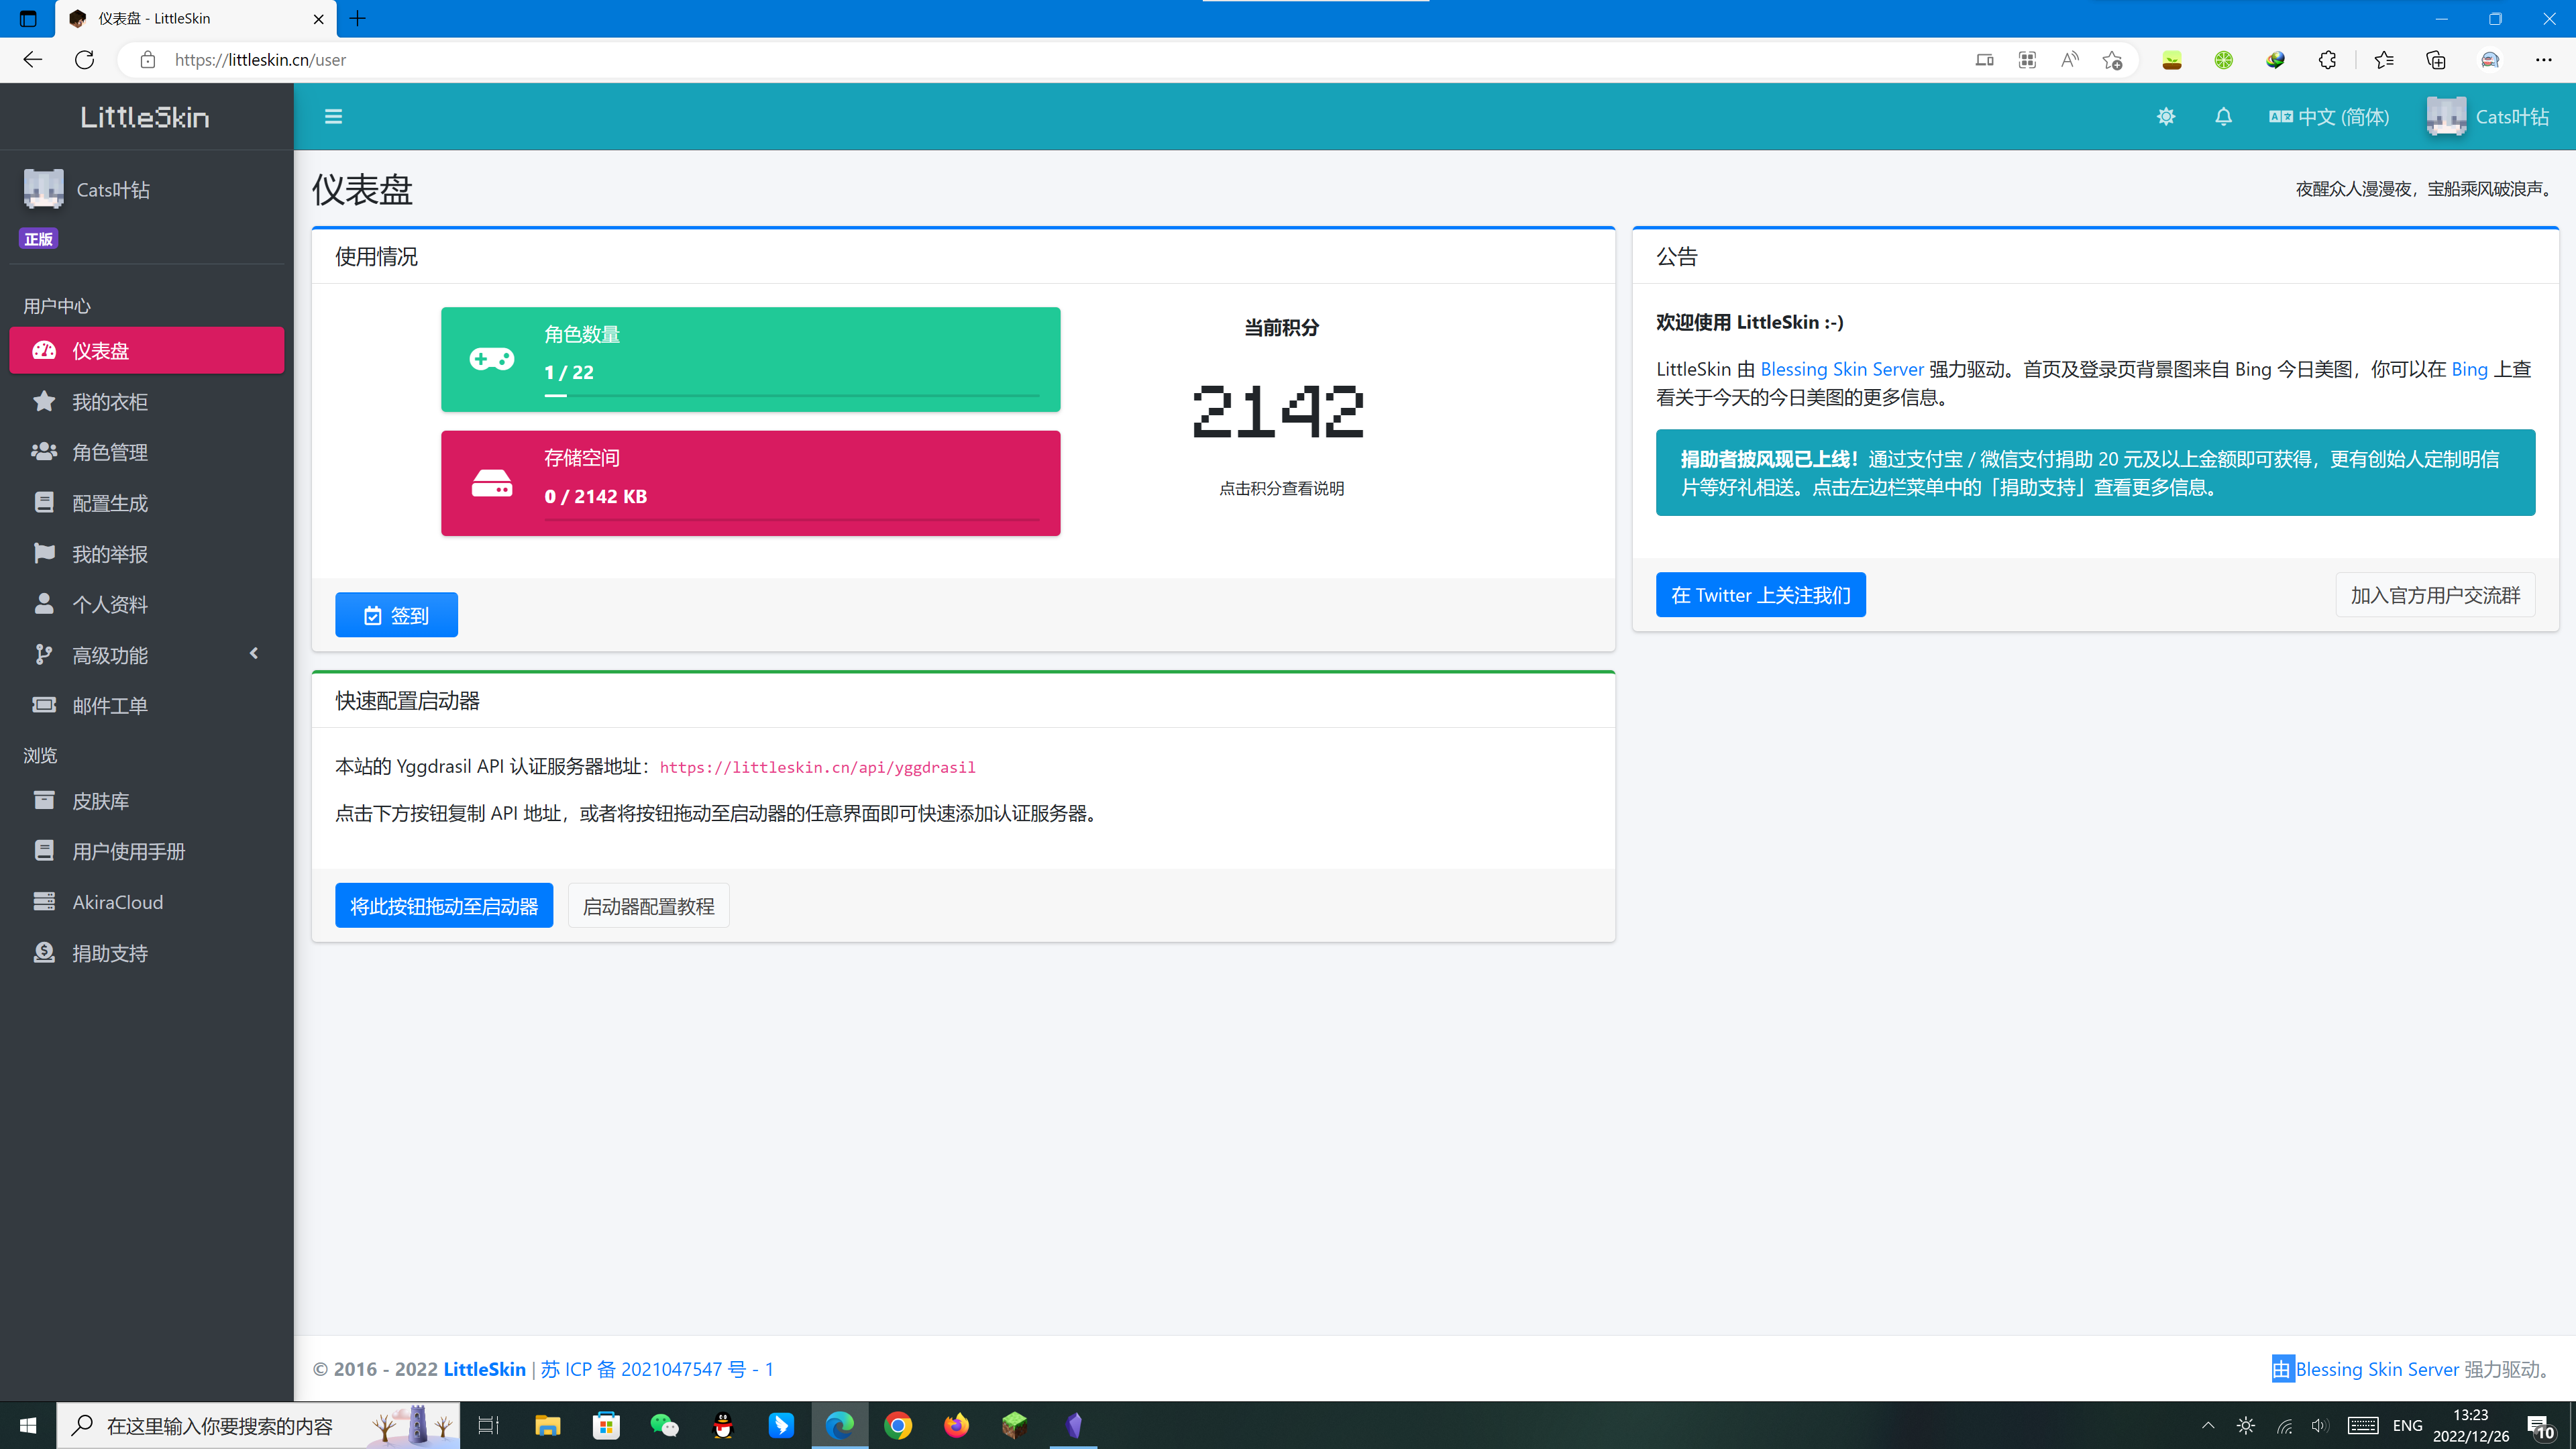 仪表盘 - LittleSkin
https://littleskin.cn/user
LittleSkin
中文 (简体)
Cats叶钻
Cats叶钻
正版
用户中心
仪表盘
我的衣柜
角色管理
配置生成
我的举报
个人资料
高级功能
邮件工单
浏览
皮肤库
用户使用手册
AkiraCloud
捐助支持
仪表盘
夜醒众人漫漫夜，宝船乘风破浪声。
使用情况
角色数量
1 / 22
存储空间
0 / 2142 KB
当前积分
2142
点击积分查看说明
签到
公告
欢迎使用 LittleSkin :-)
LittleSkin 由 Blessing Skin Server 强力驱动。首页及登录页背景图来自 Bing 今日美图，你可以在 Bing 上查
看关于今天的今日美图的更多信息。
捐助者披风现已上线！通过支付宝 / 微信支付捐助 20 元及以上金额即可获得，更有创始人定制明信
片等好礼相送。点击左边栏菜单中的「捐助支持」查看更多信息。
在 Twitter 上关注我们
加入官方用户交流群
快速配置启动器
本站的 Yggdrasil API 认证服务器地址：https://littleskin.cn/api/yggdrasil
点击下方按钮复制 API 地址，或者将按钮拖动至启动器的任意界面即可快速添加认证服务器。
将此按钮拖动至启动器
启动器配置教程
© 2016 - 2022 LittleSkin | 苏 ICP 备 2021047547 号 - 1
由 Blessing Skin Server 强力驱动。
在这里输入你要搜索的内容
ENG
13:23
2022/12/26
10